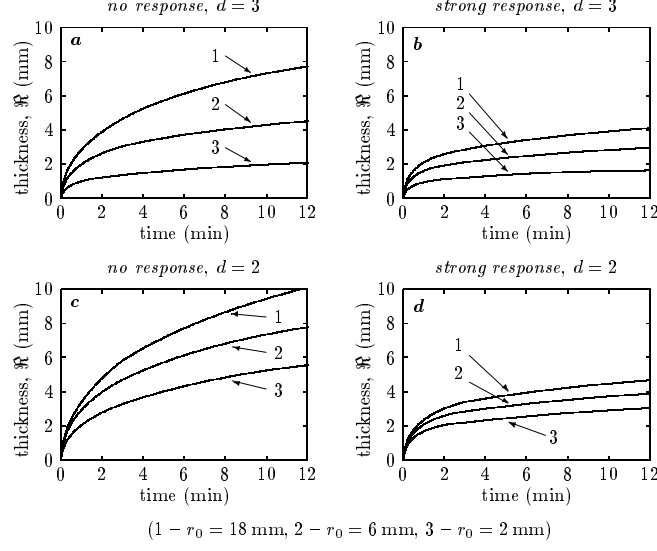 no response, d = 3
strong response, d = 3
a
thickness, ℜ (mm)
10
8
6
4
2
0
1
2
3
0 2 4 6 8 10 12
time (min)
b
thickness, ℜ (mm)
10
8
6
4
2
0
1
2
3
0 2 4 6 8 10 12
time (min)
no response, d = 2
strong response, d = 2
c
thickness, ℜ (mm)
10
8
6
4
2
0
1
2
3
0 2 4 6 8 10 12
time (min)
d
thickness, ℜ (mm)
10
8
6
4
2
0
1
2
3
0 2 4 6 8 10 12
time (min)
(1 − r0 = 18 mm, 2 − r0 = 6 mm, 3 − r0 = 2 mm)